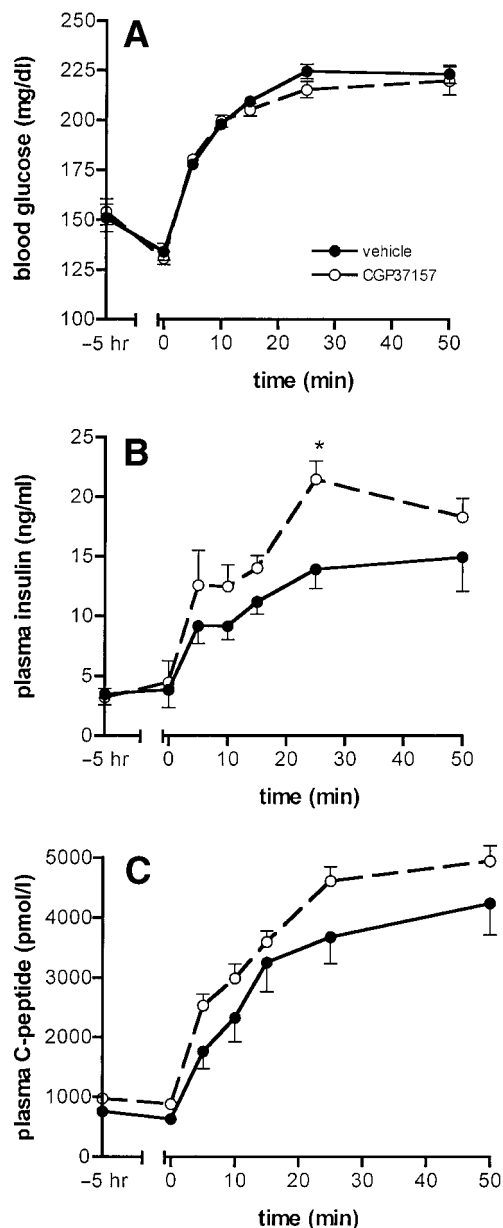 A
blood glucose (mg/dl)
250
225
200
175
150
125
100
vehicle
CGP37157
−5 hr
0
10
20
30
40
50
time (min)
B
plasma insulin (ng/ml)
25
20
15
10
5
0
*
−5 hr
0
10
20
30
40
50
time (min)
C
plasma C-peptide (pmol/l)
5000
4000
3000
2000
1000
0
−5 hr
0
10
20
30
40
50
time (min)